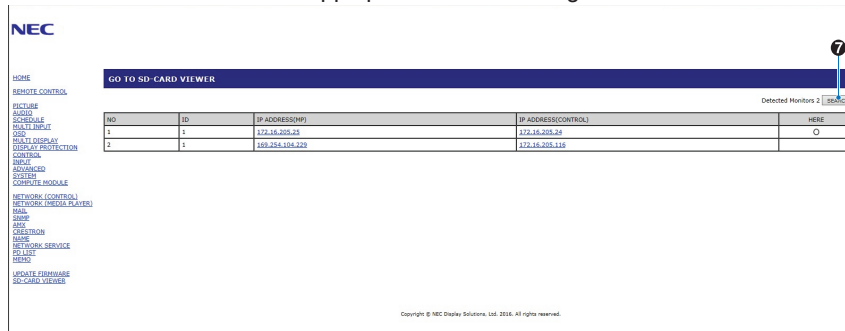 NEC
7
HOME
REMOTE CONTROL
PICTURE
AUDIO
SCHEDULE
MULTI INPUT
OSD
MULTI DISPLAY
DISPLAY PROTECTION
CONTROL
INPUT
ADVANCED
SYSTEM
COMPUTE MODULE
NETWORK (CONTROL)
NETWORK (MEDIA PLAYER)
MAIL
SNMP
AMX
CRESTRON
NAME
NETWORK SERVICE
PD LIST
MEMO
UPDATE FIRMWARE
SD-CARD VIEWER
GO TO SD-CARD VIEWER
Detected Monitors 2 SEARC
NO ID IP ADDRESS(MP) IP ADDRESS(CONTROL) HERE
1 1 172.16.205.25 172.16.205.24 O
2 1 169.254.104.229 172.16.205.116
Copyright © NEC Display Solutions, Ltd. 2016. All rights reserved.